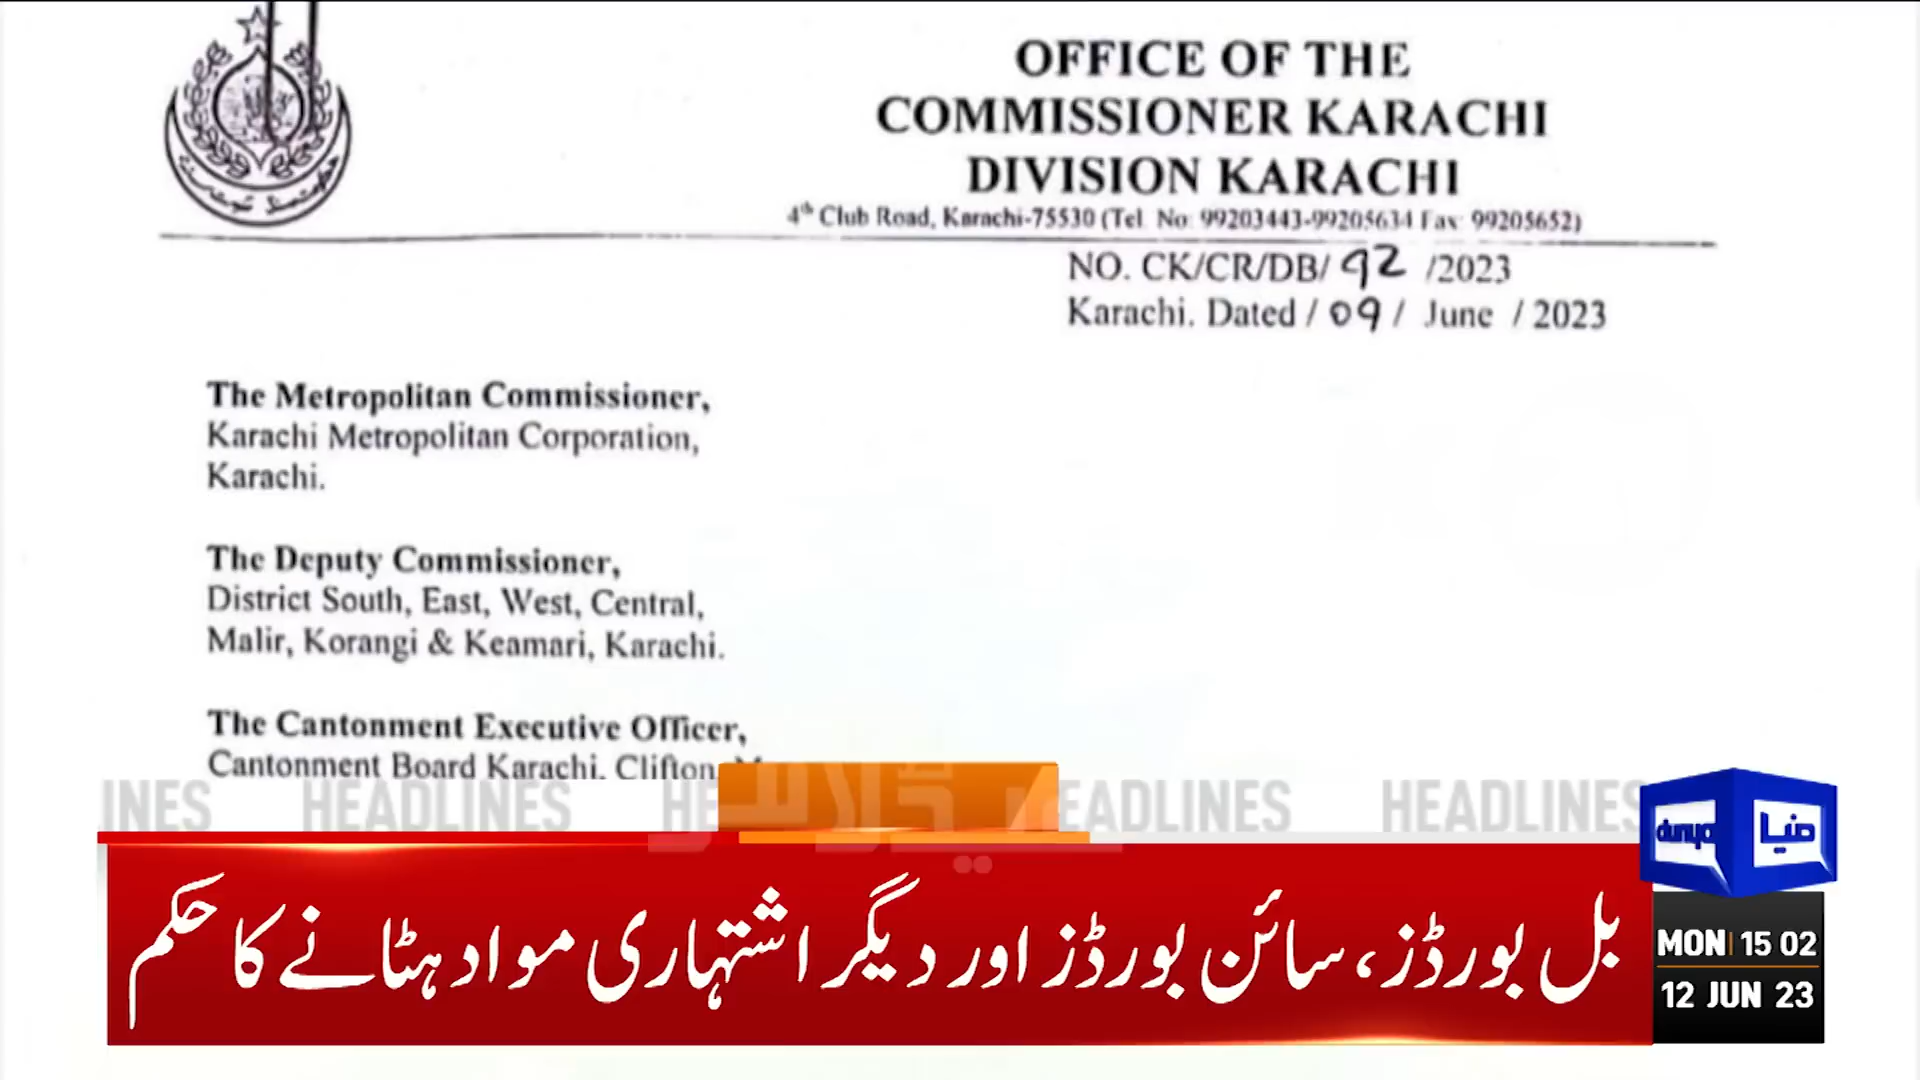 OFFICE OF THE
COMMISSIONER KARACHI
DIVISION KARACHI
4th Club Road, Karachi-75530 (Tel No: 99203443-99205634 Fax: 99205652)
NO. CK/CR/DB/ 92 /2023
Karachi. Dated / 09 / June / 2023
The Metropolitan Commissioner,
Karachi Metropolitan Corporation,
Karachi.
The Deputy Commissioner,
District South, East, West, Central,
Malir, Korangi & Keamari, Karachi.
The Cantonment Executive Officer,
Cantonment Board Karachi, Clifton,
INES HEADLINES HE EADLINES HEADLINES
dunya دنیا
بل بورڈز، سائن بورڈز اور دیگر اشتہاری مواد ہٹانے کا حکم
MON 15 02
12 JUN 23